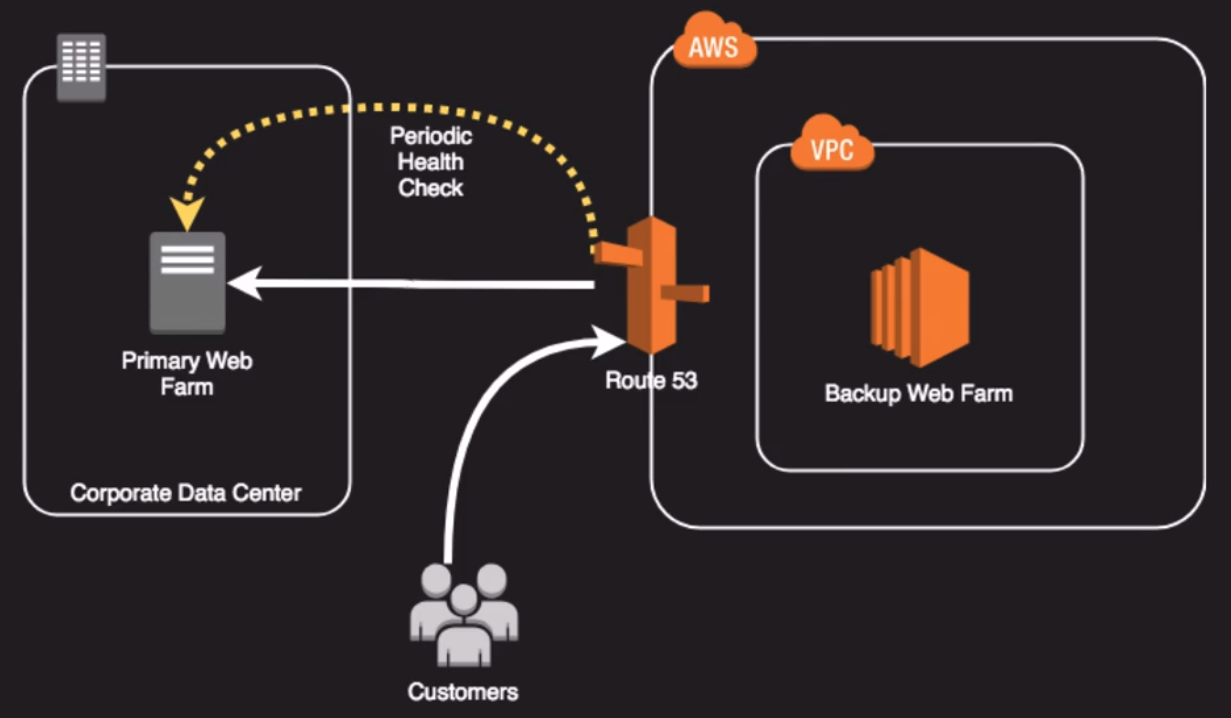 AWS
VPC
Periodic
Health
Check
Primary Web
Farm
Route 53
Backup Web Farm
Corporate Data Center
Customers